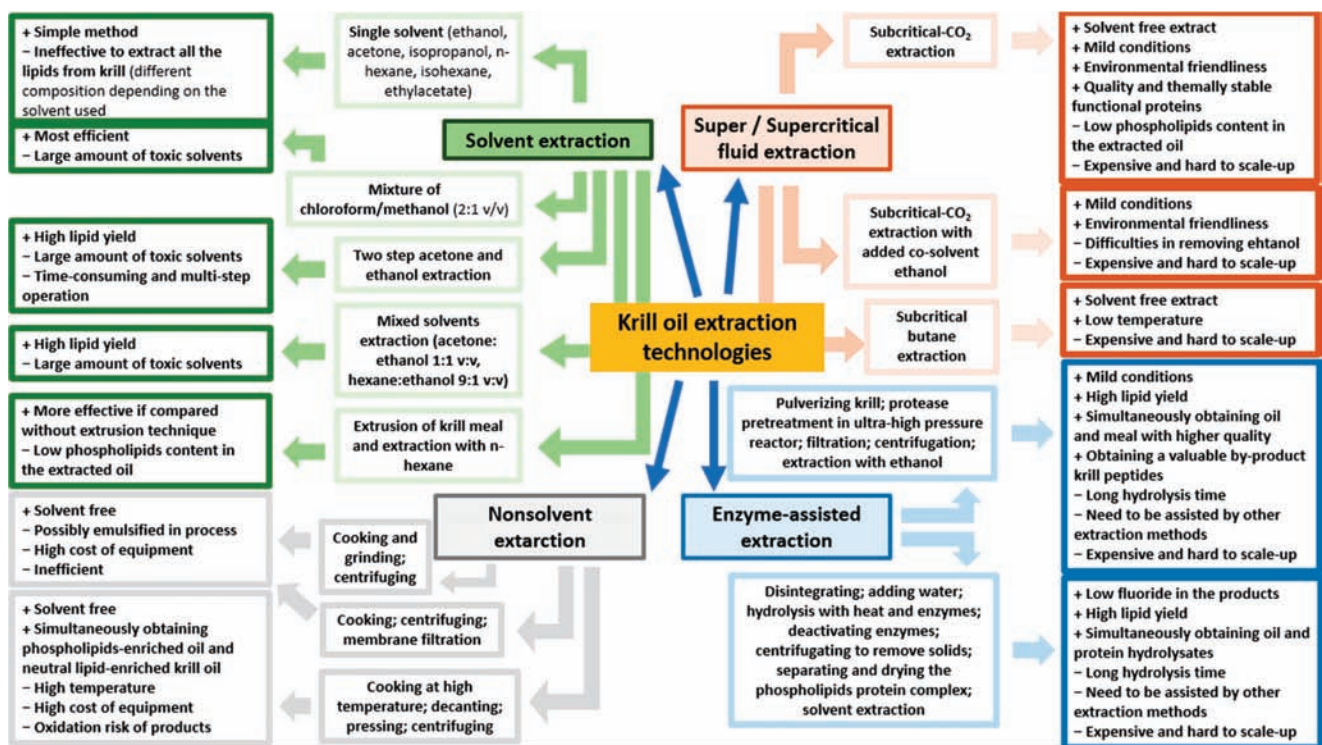 + Simple method
− Ineffective to extract all the
lipids from krill (different
composition depending on the
solvent used
+ Most efficient
− Large amount of toxic solvents
+ High lipid yield
− Large amount of toxic solvents
− Time-consuming and multi-step
operation
+ High lipid yield
− Large amount of toxic solvents
+ More effective if compared
without extrusion technique
− Low phospholipids content in
the extracted oil
+ Solvent free
− Possibly emulsified in process
− High cost of equipment
− Inefficient
+ Solvent free
+ Simultaneously obtaining
phospholipids-enriched oil and
neutral lipid-enriched krill oil
− High temperature
− High cost of equipment
− Oxidation risk of products
Single solvent (ethanol,
acetone, isopropanol, n-
hexane, isohexane,
ethylacetate)
Solvent extraction
Mixture of
chloroform/methanol (2:1 v/v)
Two step acetone and
ethanol extraction
Mixed solvents
extraction (acetone:
ethanol 1:1 v:v,
hexane:ethanol 9:1 v:v)
Extrusion of krill meal
and extraction with n-
hexane
Nonsolvent
extarction
Cooking and
grinding;
centrifuging
Cooking; centrifuging;
membrane filtration
Cooking at high
temperature; decanting;
pressing; centrifuging
Krill oil extraction
technologies
Super / Supercritical
fluid extraction
Subcritical-CO₂
extraction
Subcritical-CO₂
extraction with
added co-solvent
ethanol
Subcritical
butane
extraction
Pulverizing krill; protease
pretreatment in ultra-high pressure
reactor; filtration; centrifugation;
extraction with ethanol
Enzyme-assisted
extraction
Disintegrating; adding water;
hydrolysis with heat and enzymes;
deactivating enzymes;
centrifugating to remove solids;
separating and drying the
phospholipids protein complex;
solvent extraction
+ Solvent free extract
+ Mild conditions
+ Environmental friendliness
+ Quality and themally stable
functional proteins
− Low phospholipids content in
the extracted oil
− Expensive and hard to scale-up
+ Mild conditions
+ Environmental friendliness
− Difficulties in removing ehtanol
− Expensive and hard to scale-up
+ Solvent free extract
+ Low temperature
− Expensive and hard to scale-up
+ Mild conditions
+ High lipid yield
+ Simultaneously obtaining oil
and meal with higher quality
+ Obtaining a valuable by-product
krill peptides
− Long hydrolysis time
− Need to be assisted by other
extraction methods
− Expensive and hard to scale-up
+ Low fluoride in the products
+ High lipid yield
+ Simultaneously obtaining oil and
protein hydrolysates
− Long hydrolysis time
− Need to be assisted by other
extraction methods
− Expensive and hard to scale-up